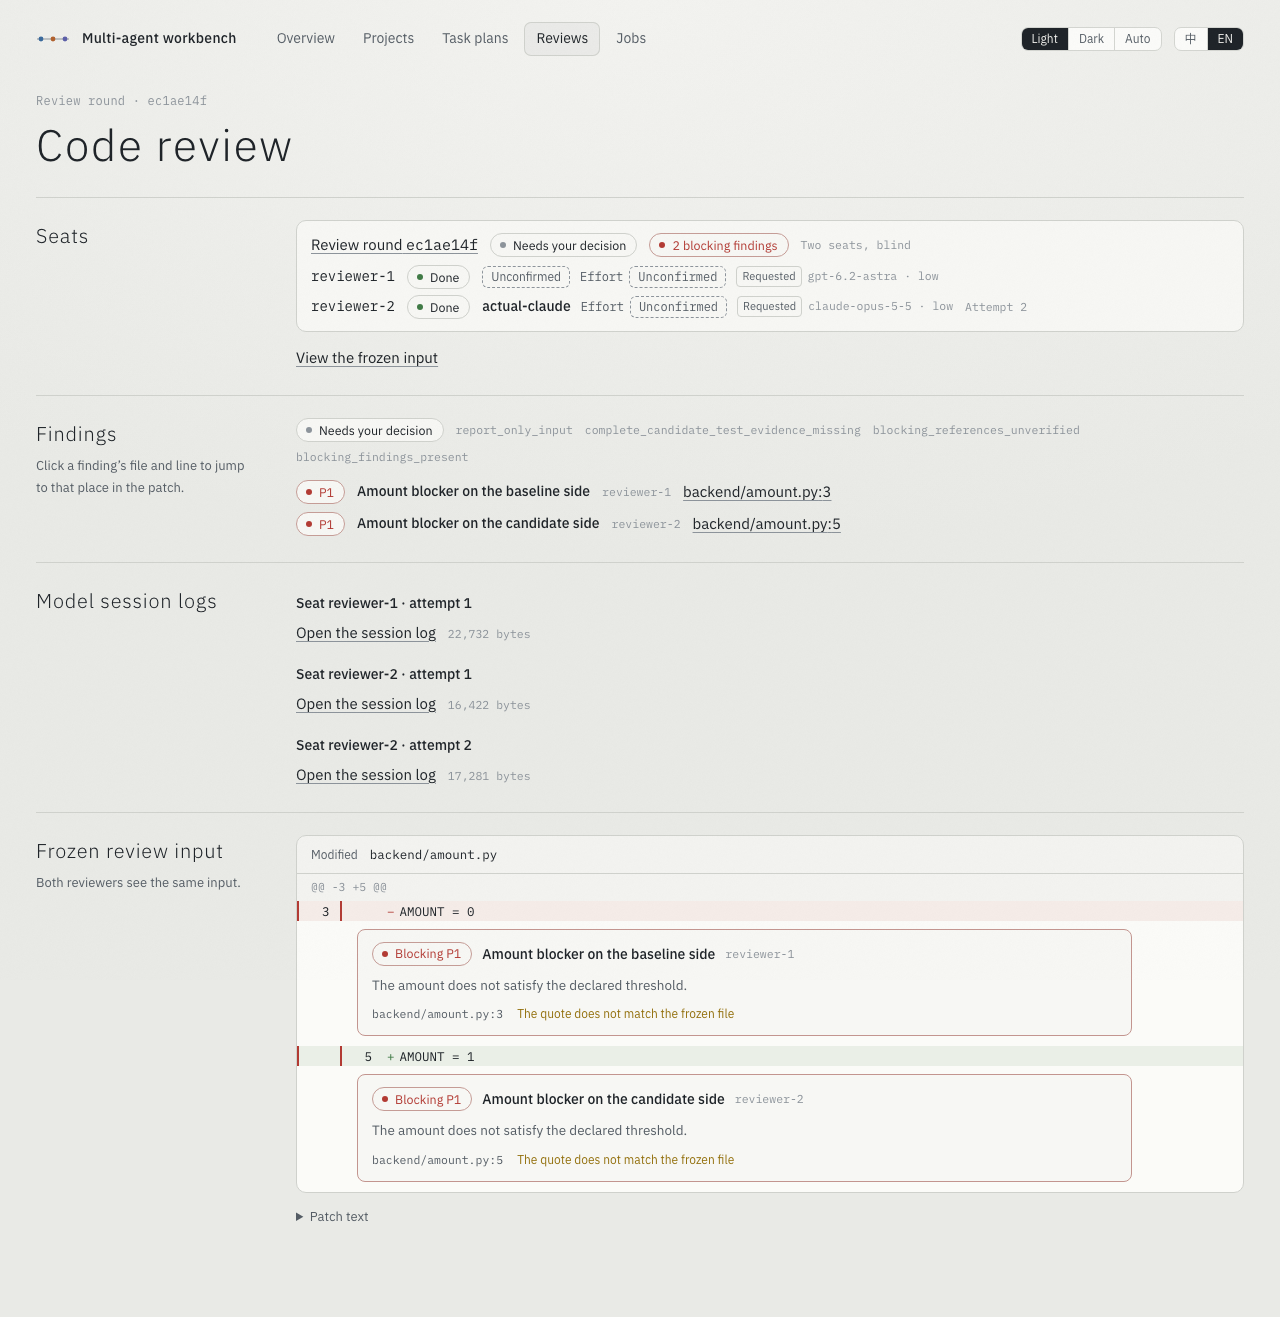 Multi-agent workbench Overview Projects Task plans Reviews Jobs Light Dark Auto 中 EN
Review round · ec1ae14f
Code review
Seats
Review round ec1ae14f Needs your decision 2 blocking findings Two seats, blind
reviewer-1 Done Unconfirmed Effort Unconfirmed Requested gpt-6.2-astra · low
reviewer-2 Done actual-claude Effort Unconfirmed Requested claude-opus-5-5 · low Attempt 2
View the frozen input
Findings
Click a finding’s file and line to jump
to that place in the patch.
Needs your decision report_only_input complete_candidate_test_evidence_missing blocking_references_unverified
blocking_findings_present
P1 Amount blocker on the baseline side reviewer-1 backend/amount.py:3
P1 Amount blocker on the candidate side reviewer-2 backend/amount.py:5
Model session logs
Seat reviewer-1 · attempt 1
Open the session log 22,732 bytes
Seat reviewer-2 · attempt 1
Open the session log 16,422 bytes
Seat reviewer-2 · attempt 2
Open the session log 17,281 bytes
Frozen review input
Both reviewers see the same input.
Modified backend/amount.py
@@ -3 +5 @@
3 − AMOUNT = 0
Blocking P1 Amount blocker on the baseline side reviewer-1
The amount does not satisfy the declared threshold.
backend/amount.py:3 The quote does not match the frozen file
5 + AMOUNT = 1
Blocking P1 Amount blocker on the candidate side reviewer-2
The amount does not satisfy the declared threshold.
backend/amount.py:5 The quote does not match the frozen file
Patch text